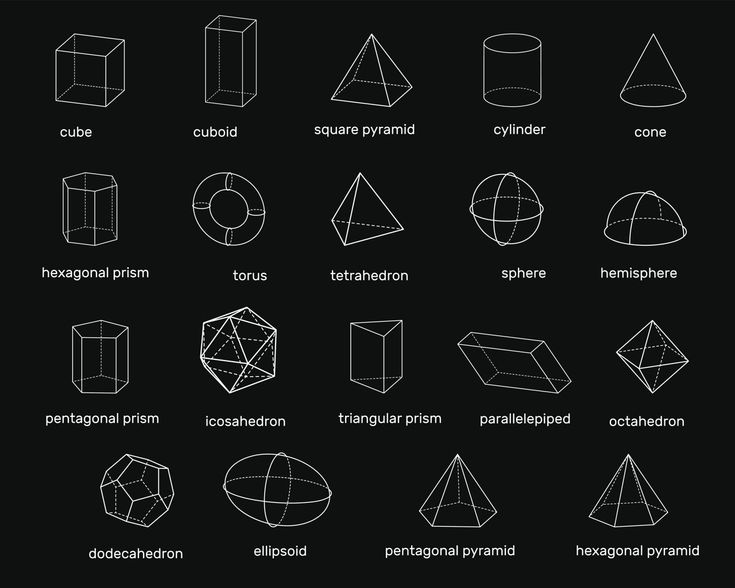 cube
cuboid
square pyramid
cylinder
cone
hexagonal prism
torus
tetrahedron
sphere
hemisphere
pentagonal prism
icosahedron
triangular prism
parallelepiped
octahedron
dodecahedron
ellipsoid
pentagonal pyramid
hexagonal pyramid